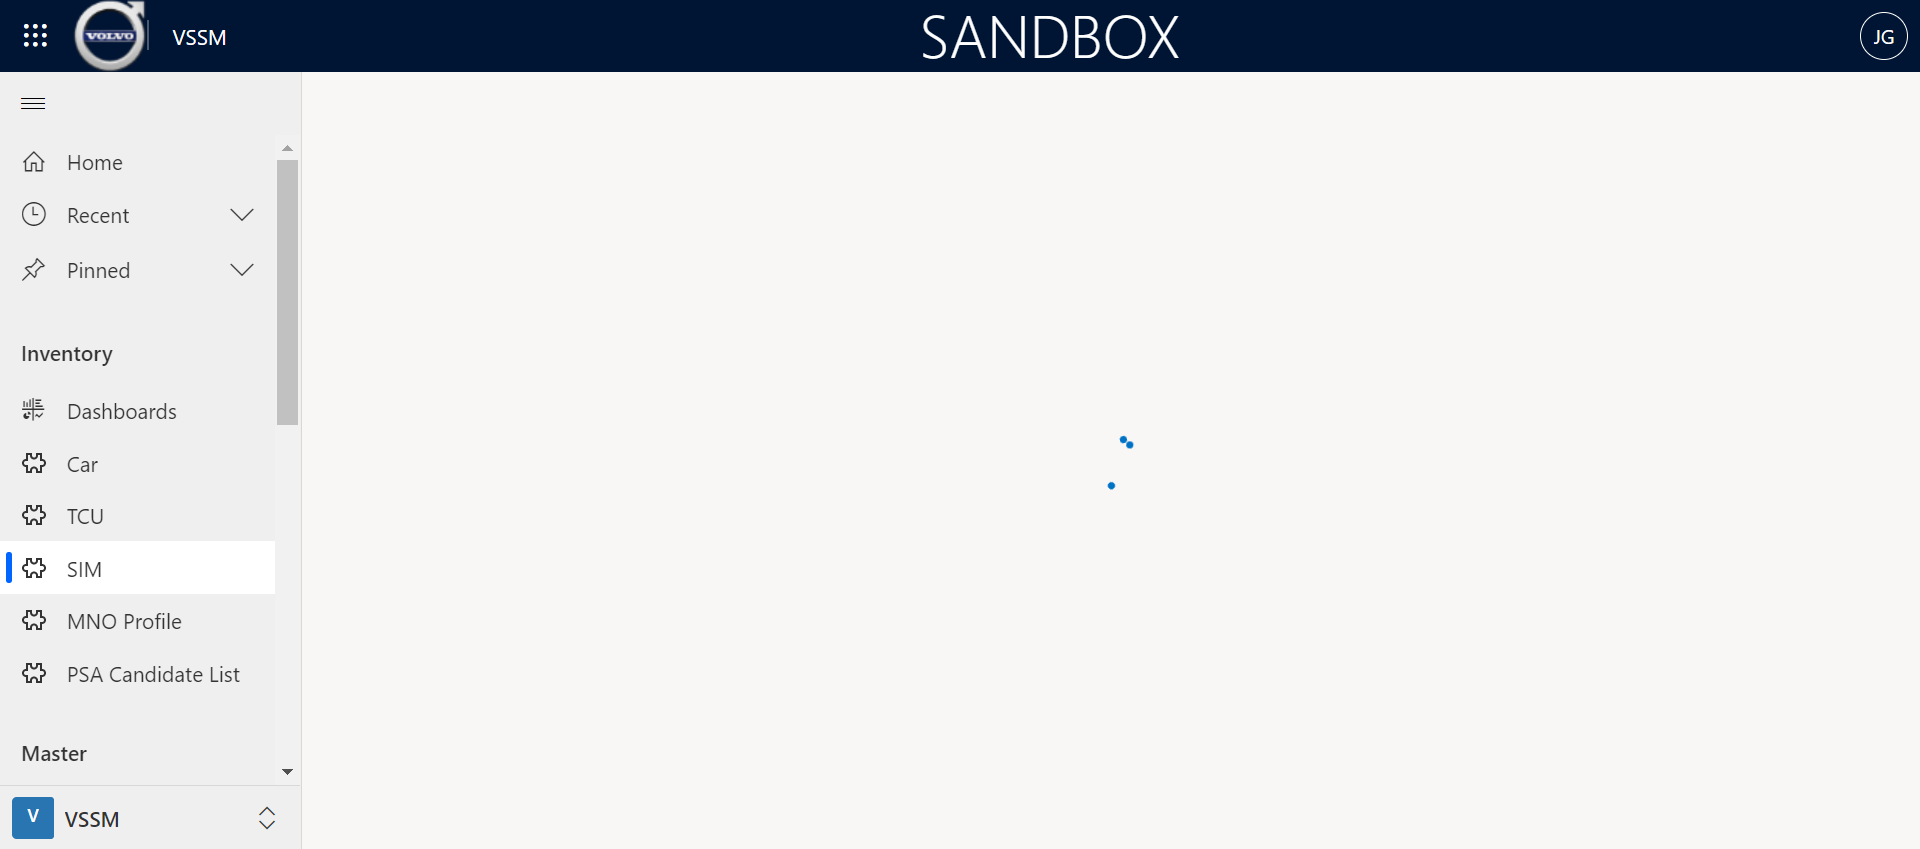 VOLVO
VSSM
SANDBOX
JG
Home
Recent
Pinned
Inventory
Dashboards
Car
TCU
SIM
MNO Profile
PSA Candidate List
Master
V
VSSM